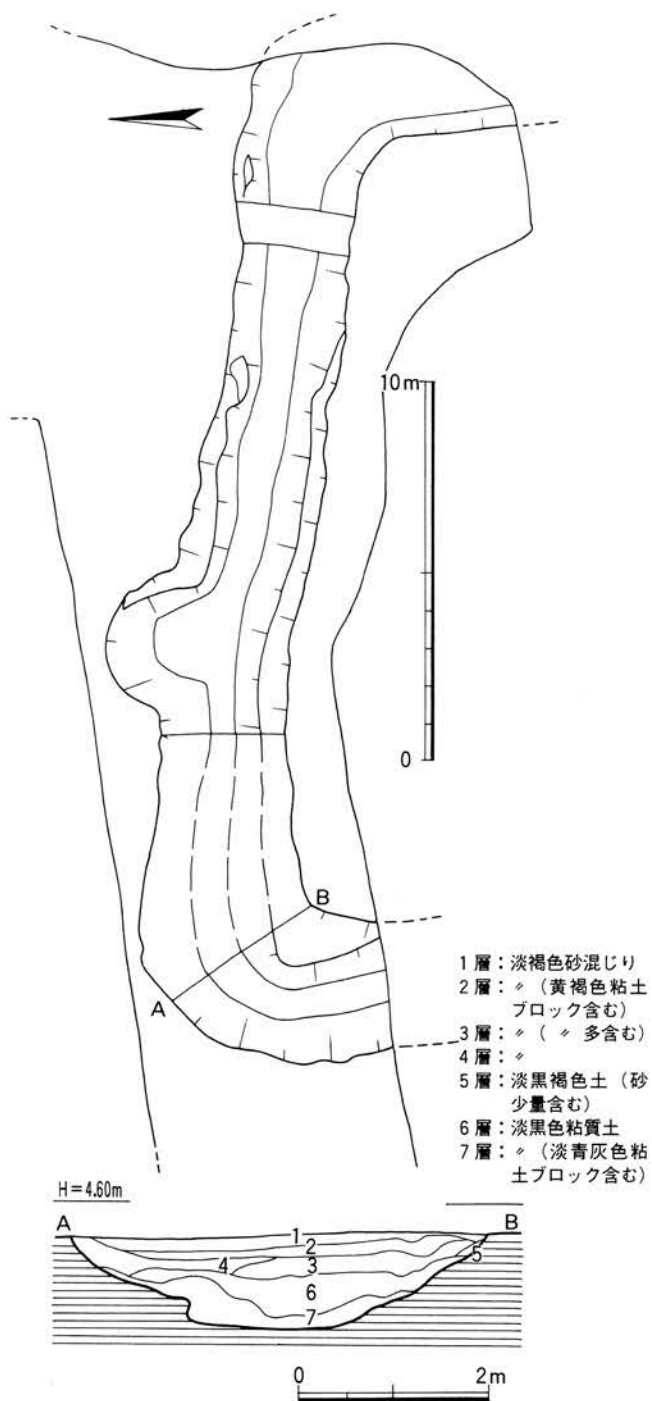 10m
0
B
A
1層：淡褐色砂混じり
2層：〃（黄褐色粘土
ブロック含む）
3層：〃（〃多含む）
4層：〃
5層：淡黒褐色土（砂
少量含む）
6層：淡黒色粘質土
7層：〃（淡青灰色粘
土ブロック含む）
H=4.60m
A
B
1
2
3
4
5
6
7
0
2m